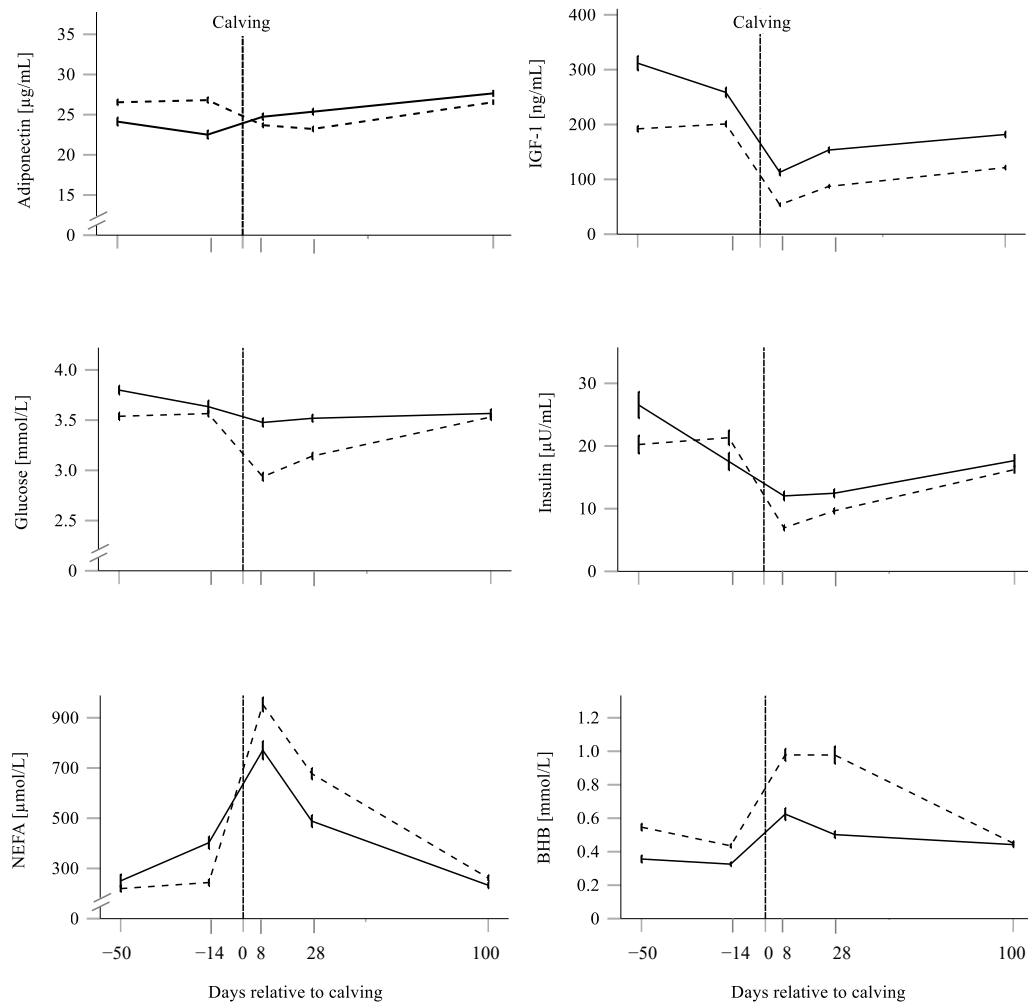 Calving
35
30
25
20
15
0
Adiponectin [µg/mL]
Calving
400
300
200
100
0
IGF-1 [ng/mL]
4.0
3.5
3.0
2.5
0
Glucose [mmol/L]
30
20
10
0
Insulin [µU/mL]
900
700
500
300
0
NEFA [µmol/L]
−50 −14 0 8 28 100
Days relative to calving
1.2
1.0
0.8
0.6
0.4
0.2
0
BHB [mmol/L]
−50 −14 0 8 28 100
Days relative to calving